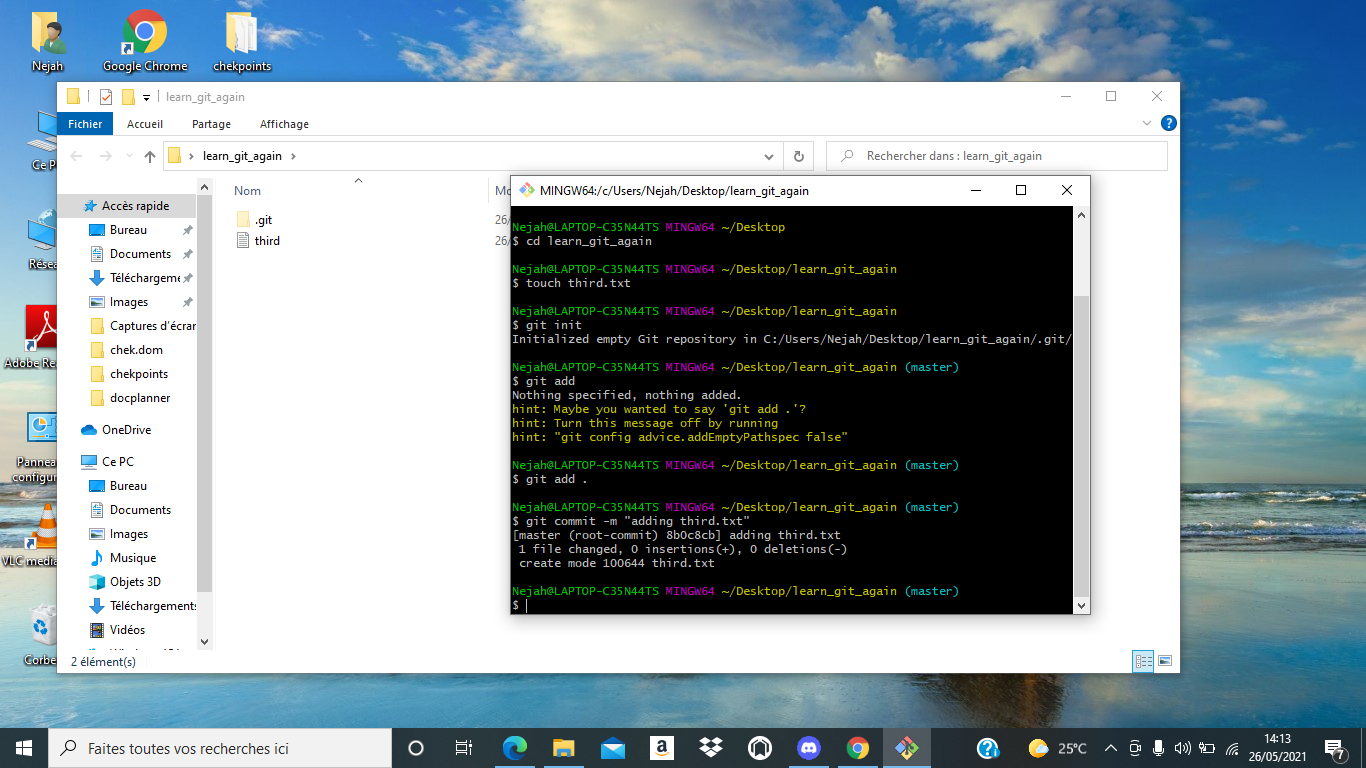 Nejah
Google Chrome
chekpoints
learn_git_again
Fichier
Accueil
Partage
Affichage
?
learn_git_again
Rechercher dans : learn_git_again
Nom
Accès rapide
Bureau
Documents
Images
Captures d'écran
chek.dom
chekpoints
docplanner
OneDrive
Ce PC
Bureau
Documents
Images
Musique
Objets 3D
Téléchargements
Vidéos
2 élément(s)
.git
third
26/
26/
MINGW64:/c/Users/Nejah/Desktop/learn_git_again
Nejah@LAPTOP-C35N44TS MINGW64 ~/Desktop
$ cd learn_git_again
Nejah@LAPTOP-C35N44TS MINGW64 ~/Desktop/learn_git_again
$ touch third.txt
Nejah@LAPTOP-C35N44TS MINGW64 ~/Desktop/learn_git_again
$ git init
Initialized empty Git repository in C:/Users/Nejah/Desktop/learn_git_again/.git/
Nejah@LAPTOP-C35N44TS MINGW64 ~/Desktop/learn_git_again (master)
$ git add
Nothing specified, nothing added.
hint: Maybe you wanted to say 'git add .'?
hint: Turn this message off by running
hint: "git config advice.addEmptyPathspec false"
Nejah@LAPTOP-C35N44TS MINGW64 ~/Desktop/learn_git_again (master)
$ git add .
Nejah@LAPTOP-C35N44TS MINGW64 ~/Desktop/learn_git_again (master)
$ git commit -m "adding third.txt"
[master (root-commit) 8b0c8cb] adding third.txt
1 file changed, 0 insertions(+), 0 deletions(-)
create mode 100644 third.txt
Nejah@LAPTOP-C35N44TS MINGW64 ~/Desktop/learn_git_again (master)
$
Ce P
Résea
Adobe Re
Pannea
configur
VLC media
Corbe
Faites toutes vos recherches ici
25°C
14:13
26/05/2021
7